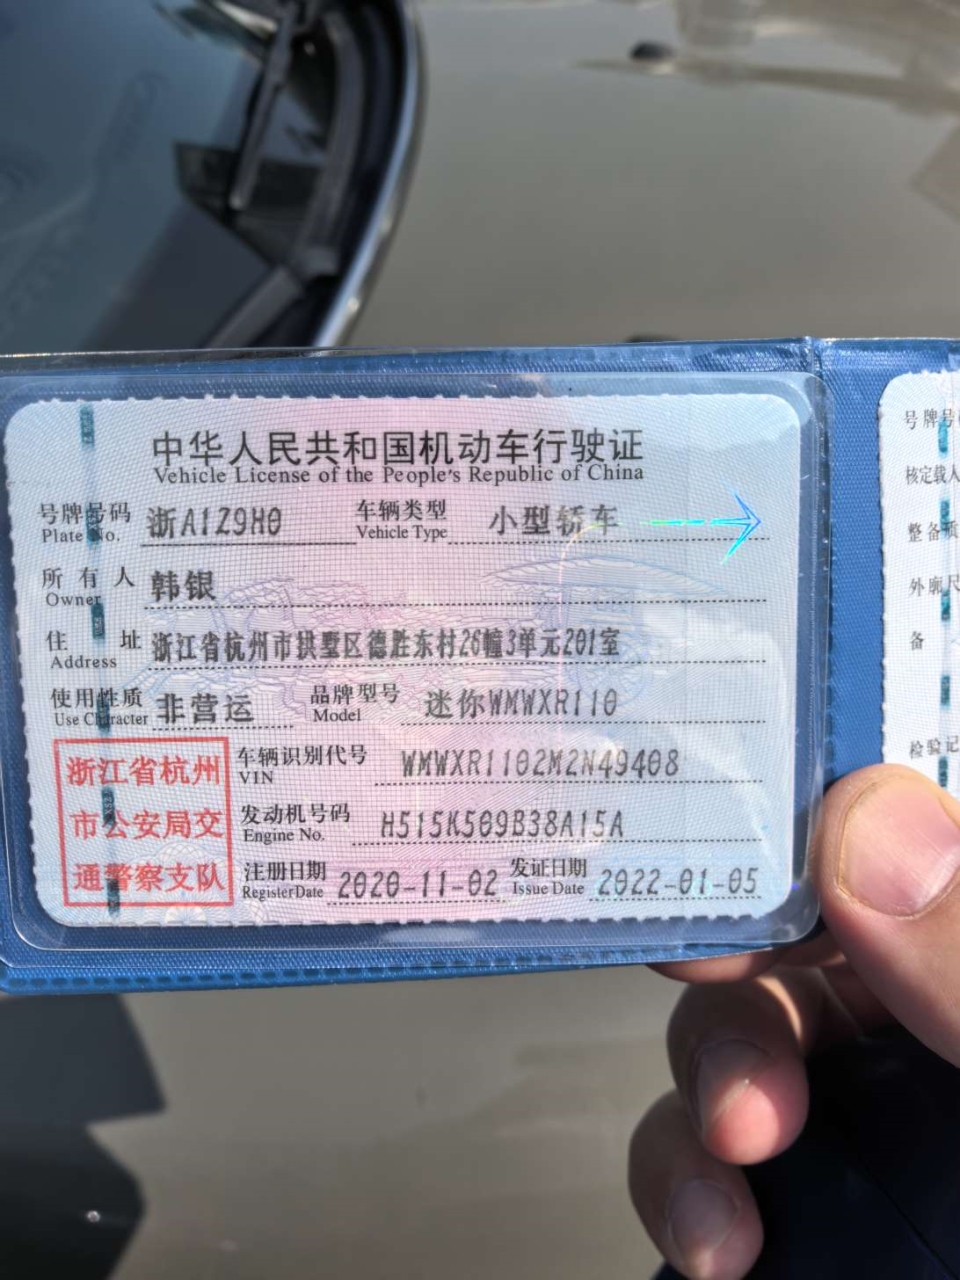 中华人民共和国机动车行驶证
Vehicle License of the People's Republic of China
号牌号码 浙A1Z9H0 车辆类型 小型轿车
Plate No. Vehicle Type
所有人 韩银
Owner
住址 浙江省杭州市拱墅区德胜东村26幢3单元201室
Address
使用性质 非营运 品牌型号 迷你WMWXR110
Use Character Model
浙江省杭州
市公安局交
通警察支队
车辆识别代号 WMWXR1102M2N49408
VIN
发动机号码 H515K509B38A15A
Engine No.
注册日期 2020-11-02 发证日期 2022-01-05
Register Date Issue Date
号牌号
核定载人
整备质
外廓尺
备
检验记